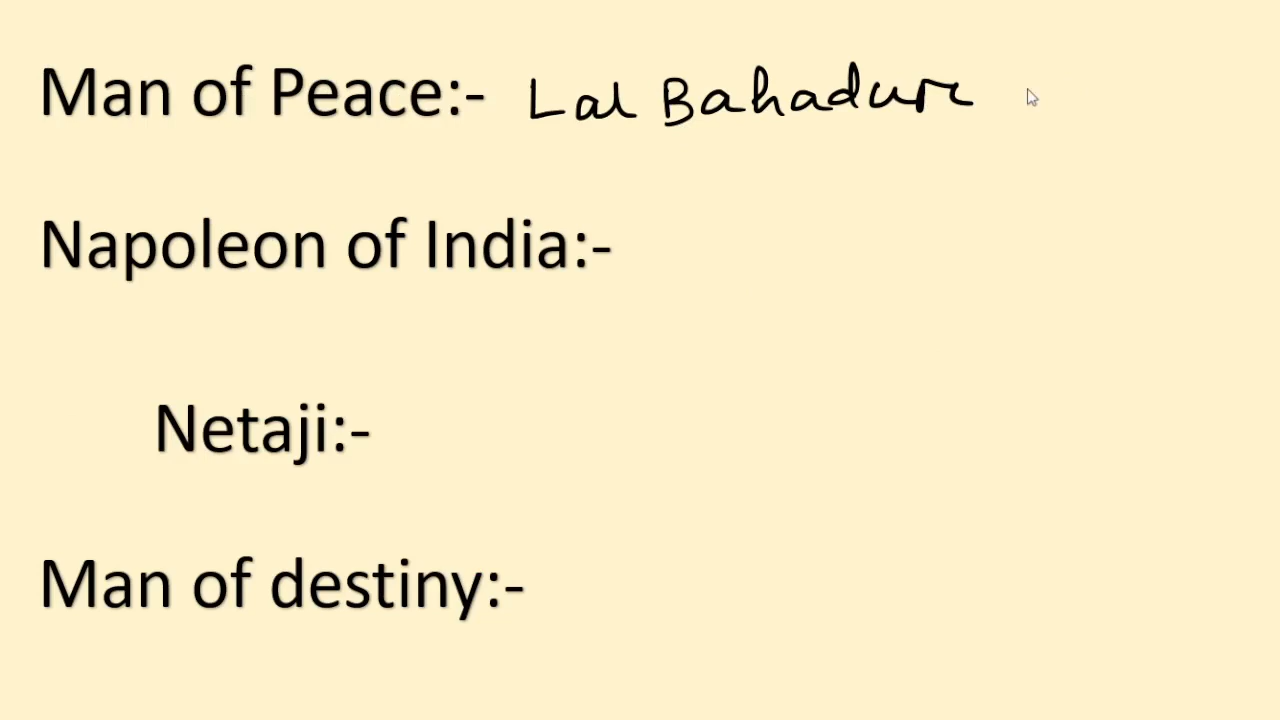 Man of Peace:- Lal Bahadur
Napoleon of India:-
Netaji:-
Man of destiny:-